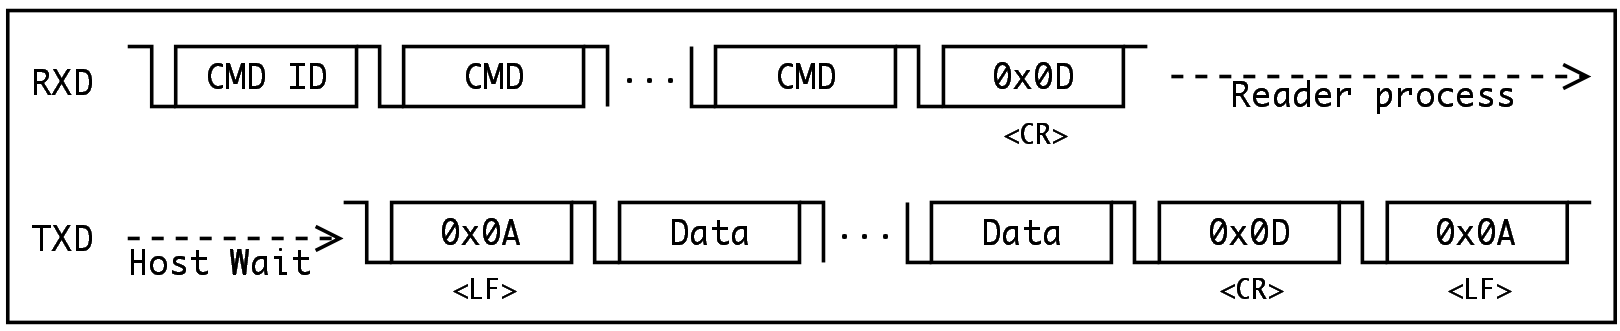 RXD CMD ID CMD ... CMD 0x0D Reader process
<CR>
TXD Host Wait 0x0A Data ... Data 0x0D 0x0A
<LF> <CR> <LF>